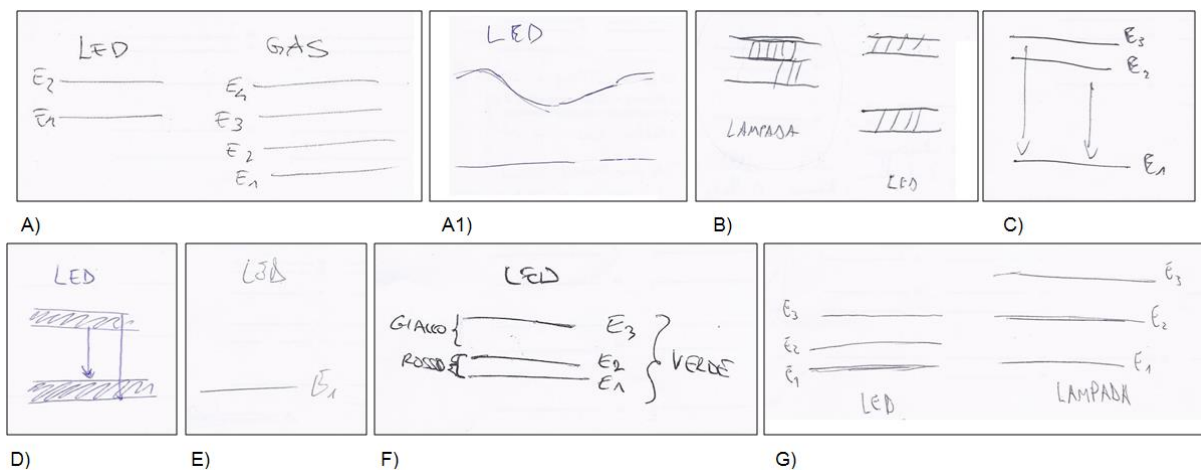 LED GAS
E2 E4
E1 E3
E2
E1
A)
LED
A1)
LAMPADA
LED
B)
E3
E2
E1
C)
LED
D)
LED
E1
E)
LED
GIALLO E3
ROSSO E2 VERDE
E1
F)
E3
E3 E2
E2
E1 E1
LED LAMPADA
G)